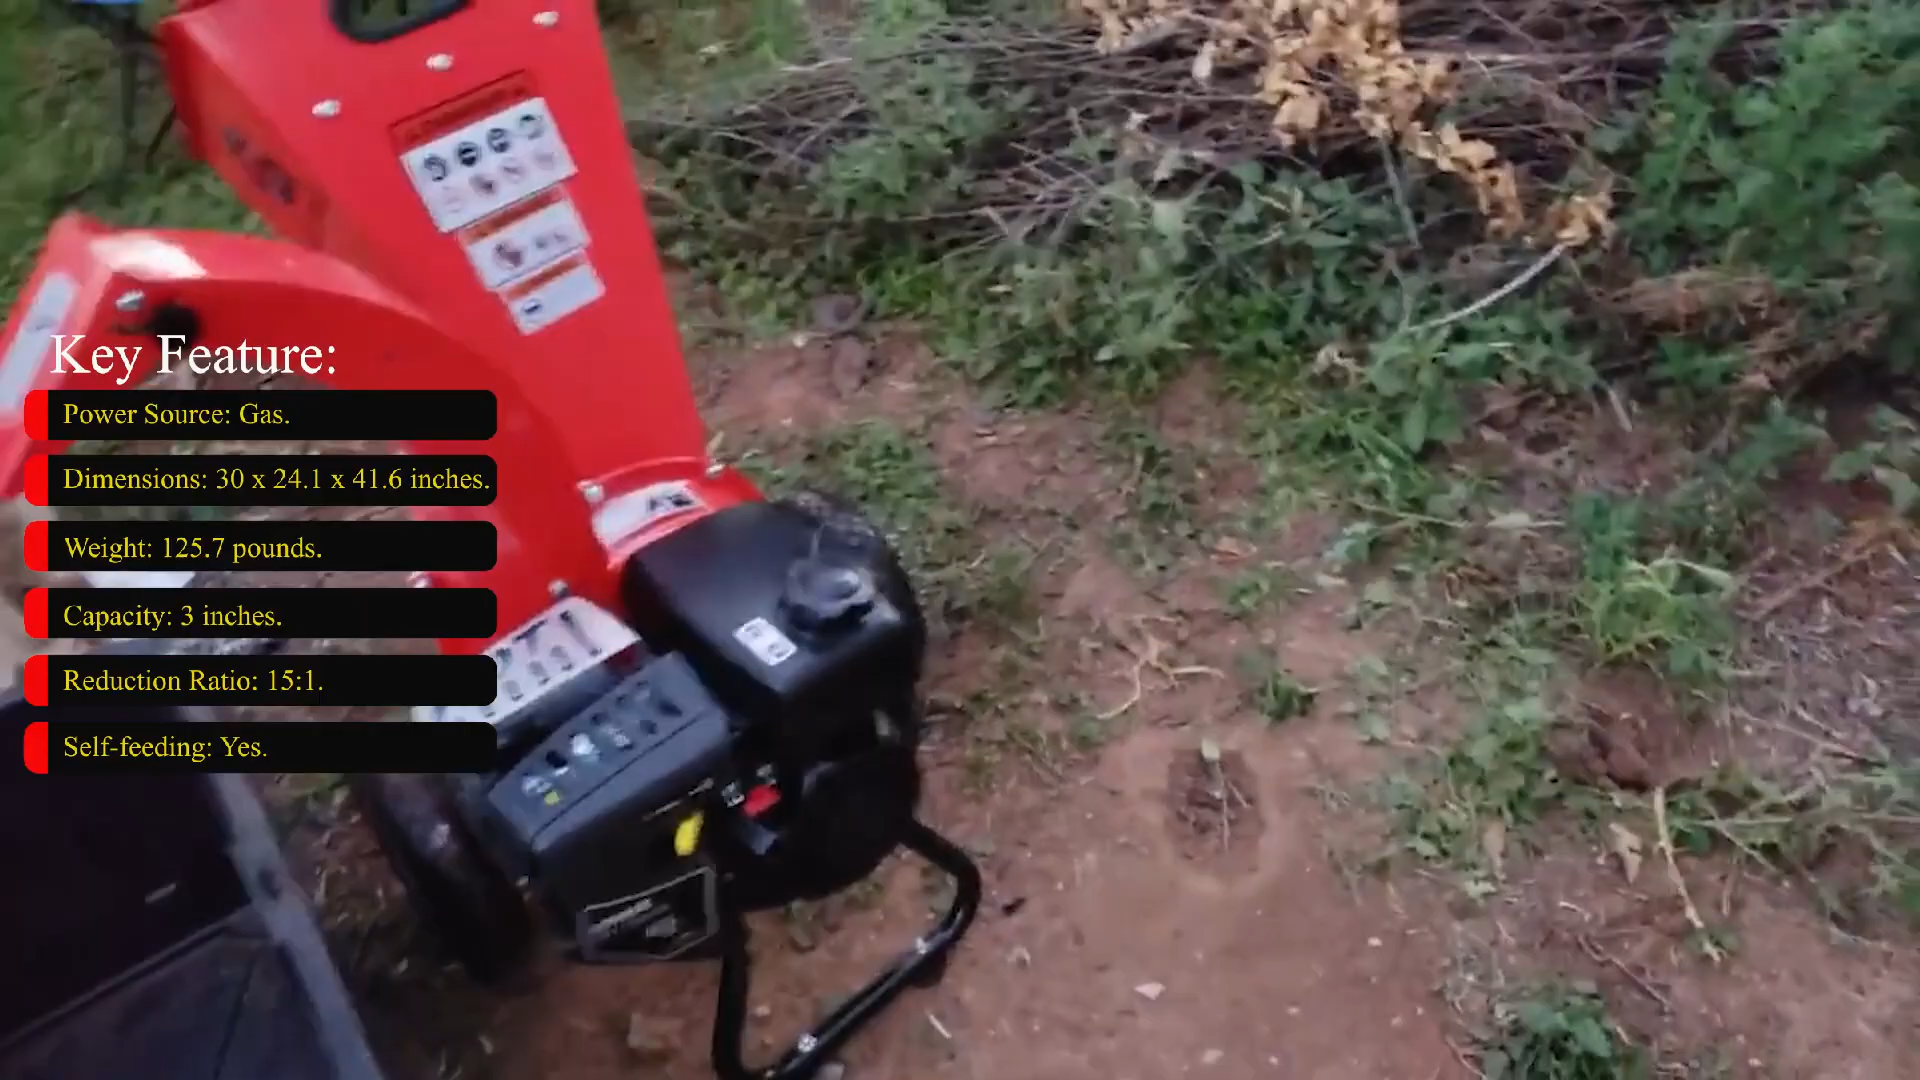 Key Feature:
Power Source: Gas.
Dimensions: 30 x 24.1 x 41.6 inches.
Weight: 125.7 pounds.
Capacity: 3 inches.
Reduction Ratio: 15:1.
Self-feeding: Yes.